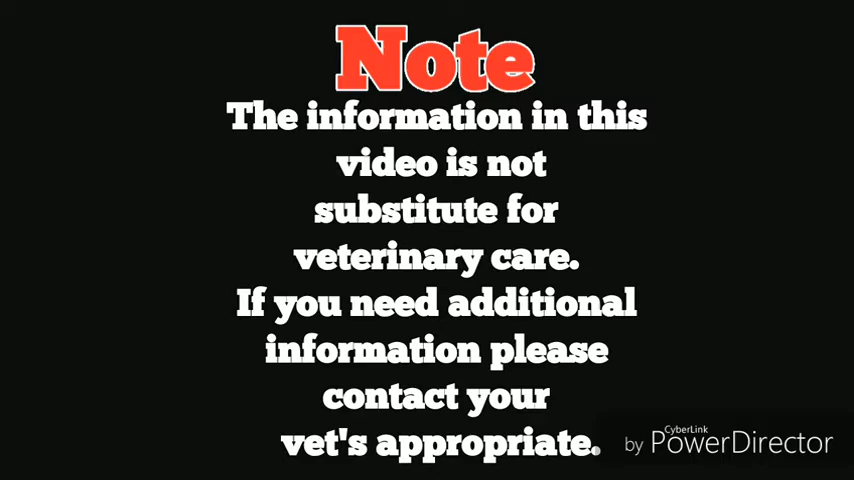 Note
The information in this
video is not
substitute for
veterinary care.
If you need additional
information please
contact your
vet's appropriate.
CyberLink
by PowerDirector